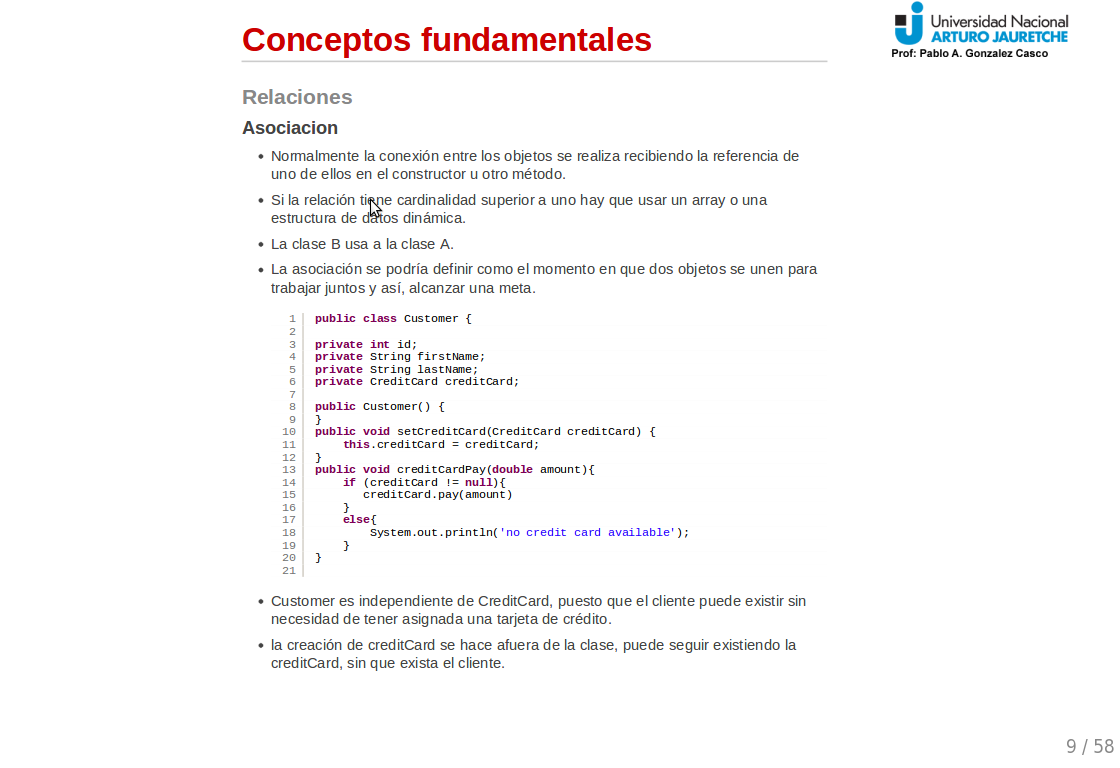 Conceptos fundamentales
Universidad Nacional
ARTURO JAURETCHE
Prof: Pablo A. Gonzalez Casco
Relaciones
Asociacion
• Normalmente la conexión entre los objetos se realiza recibiendo la referencia de
uno de ellos en el constructor u otro método.
• Si la relación tiene cardinalidad superior a uno hay que usar un array o una
estructura de datos dinámica.
• La clase B usa a la clase A.
• La asociación se podría definir como el momento en que dos objetos se unen para
trabajar juntos y así, alcanzar una meta.
1 public class Customer {
2
3 private int id;
4 private String firstName;
5 private String lastName;
6 private CreditCard creditCard;
7
8 public Customer() {
9 }
10 public void setCreditCard(CreditCard creditCard) {
11     this.creditCard = creditCard;
12 }
13 public void creditCardPay(double amount){
14     if (creditCard != null){
15        creditCard.pay(amount)
16     }
17     else{
18         System.out.println('no credit card available');
19     }
20 }
21
• Customer es independiente de CreditCard, puesto que el cliente puede existir sin
necesidad de tener asignada una tarjeta de crédito.
• la creación de creditCard se hace afuera de la clase, puede seguir existiendo la
creditCard, sin que exista el cliente.
9 / 58